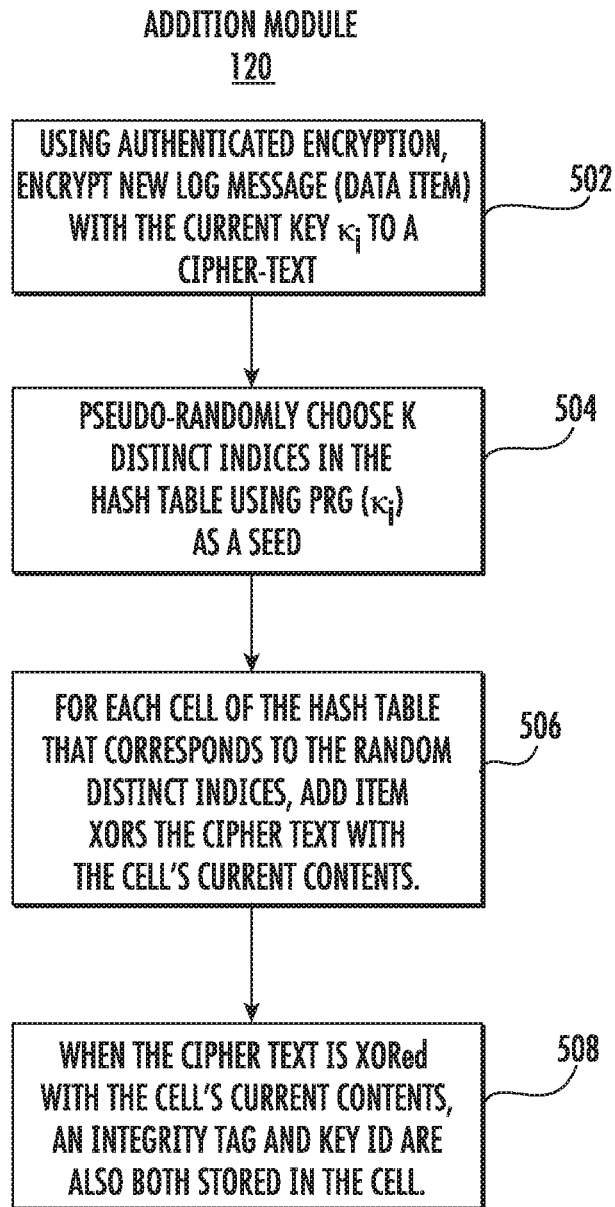 ADDITION MODULE
120
USING AUTHENTICATED ENCRYPTION,
ENCRYPT NEW LOG MESSAGE (DATA ITEM)
WITH THE CURRENT KEY κi TO A
CIPHER-TEXT
502
PSEUDO-RANDOMLY CHOOSE K
DISTINCT INDICES IN THE
HASH TABLE USING PRG (κi)
AS A SEED
504
FOR EACH CELL OF THE HASH TABLE
THAT CORRESPONDS TO THE RANDOM
DISTINCT INDICES, ADD ITEM
XORS THE CIPHER TEXT WITH
THE CELL'S CURRENT CONTENTS.
506
WHEN THE CIPHER TEXT IS XORed
WITH THE CELL'S CURRENT CONTENTS,
AN INTEGRITY TAG AND KEY ID ARE
ALSO BOTH STORED IN THE CELL.
508